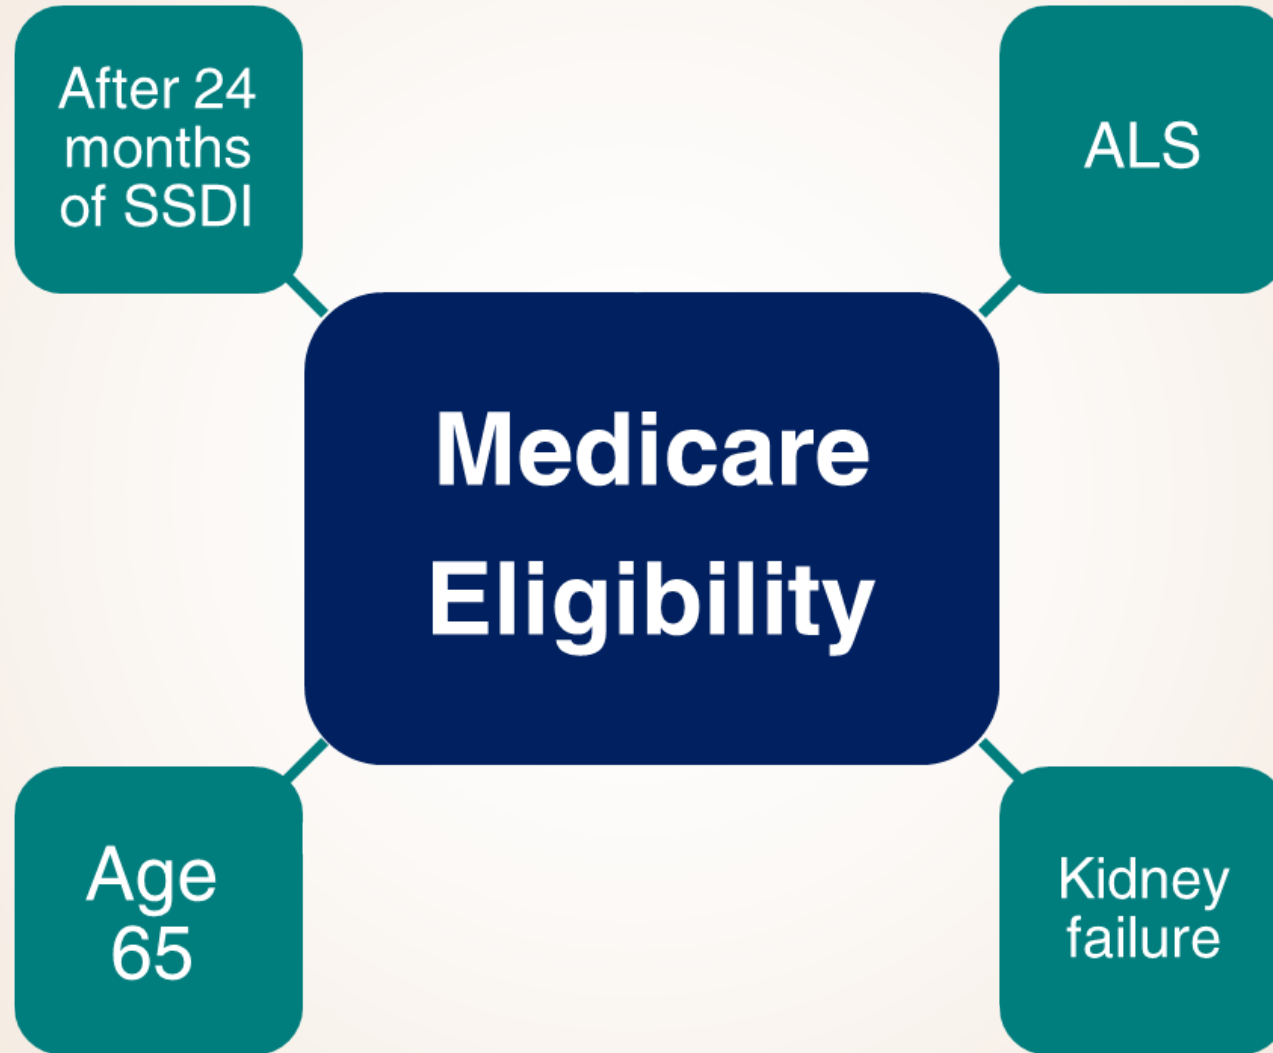 After 24
months
of SSDI
ALS
Medicare
Eligibility
Age
65
Kidney
failure